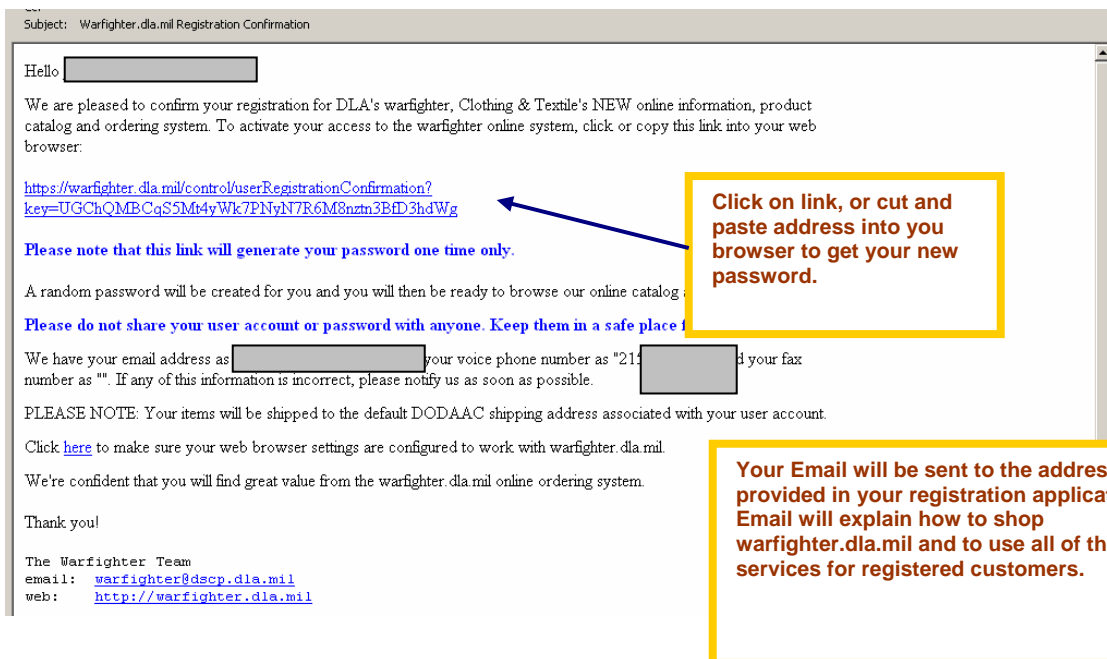 Subject: Warfighter.dla.mil Registration Confirmation
Hello
We are pleased to confirm your registration for DLA's warfighter, Clothing & Textile's NEW online information, product
catalog and ordering system. To activate your access to the warfighter online system, click or copy this link into your web
browser:
https://warfighter.dla.mil/control/userRegistrationConfirmation?
key=UGChQMBCqS5Mt4yWk7PNyN7R6M8nztn3BfD3hdWg
Click on link, or cut and
paste address into you
browser to get your new
password.
Please note that this link will generate your password one time only.
A random password will be created for you and you will then be ready to browse our online catalog
Please do not share your user account or password with anyone. Keep them in a safe place
We have your email address as your voice phone number as "21 your fax
number as "". If any of this information is incorrect, please notify us as soon as possible.
PLEASE NOTE: Your items will be shipped to the default DODAAC shipping address associated with your user account.
Click here to make sure your web browser settings are configured to work with warfighter.dla.mil.
We're confident that you will find great value from the warfighter.dla.mil online ordering system.
Your Email will be sent to the addres
provided in your registration applica
Email will explain how to shop
warfighter.dla.mil and to use all of th
services for registered customers.
Thank you!
The Warfighter Team
email: warfighter@dscp.dla.mil
web: http://warfighter.dla.mil